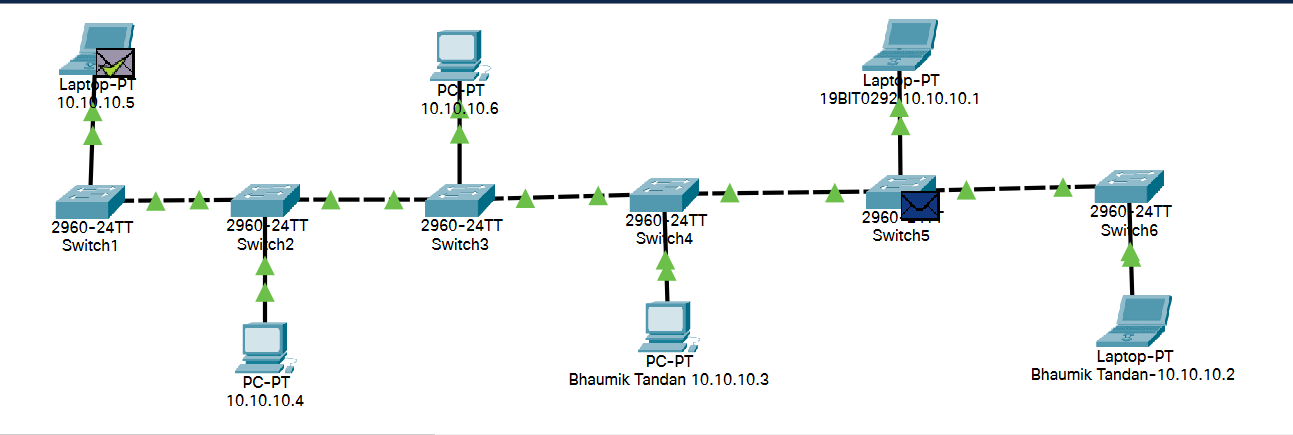 Laptop-PT
10.10.10.5
PC-PT
10.10.10.6
Laptop-PT
19BIT0292 10.10.10.1
2960-24TT
Switch1
2960-24TT
Switch2
2960-24TT
Switch3
2960-24TT
Switch4
2960-24TT
Switch5
2960-24TT
Switch6
PC-PT
10.10.10.4
PC-PT
Bhaumik Tandan 10.10.10.3
Laptop-PT
Bhaumik Tandan-10.10.10.2